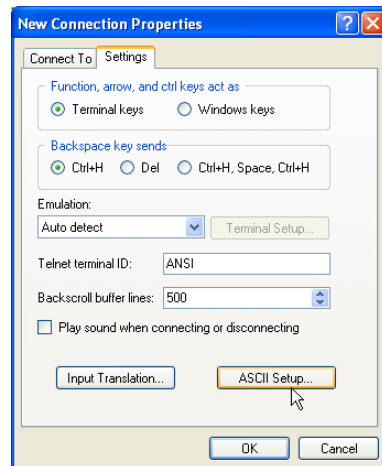 New Connection Properties
Connect To Settings
Function, arrow, and ctrl keys act as
Terminal keys Windows keys
Backspace key sends
Ctrl+H Del Ctrl+H, Space, Ctrl+H
Emulation:
Auto detect Terminal Setup...
Telnet terminal ID: ANSI
Backscroll buffer lines: 500
Play sound when connecting or disconnecting
Input Translation... ASCII Setup...
OK Cancel